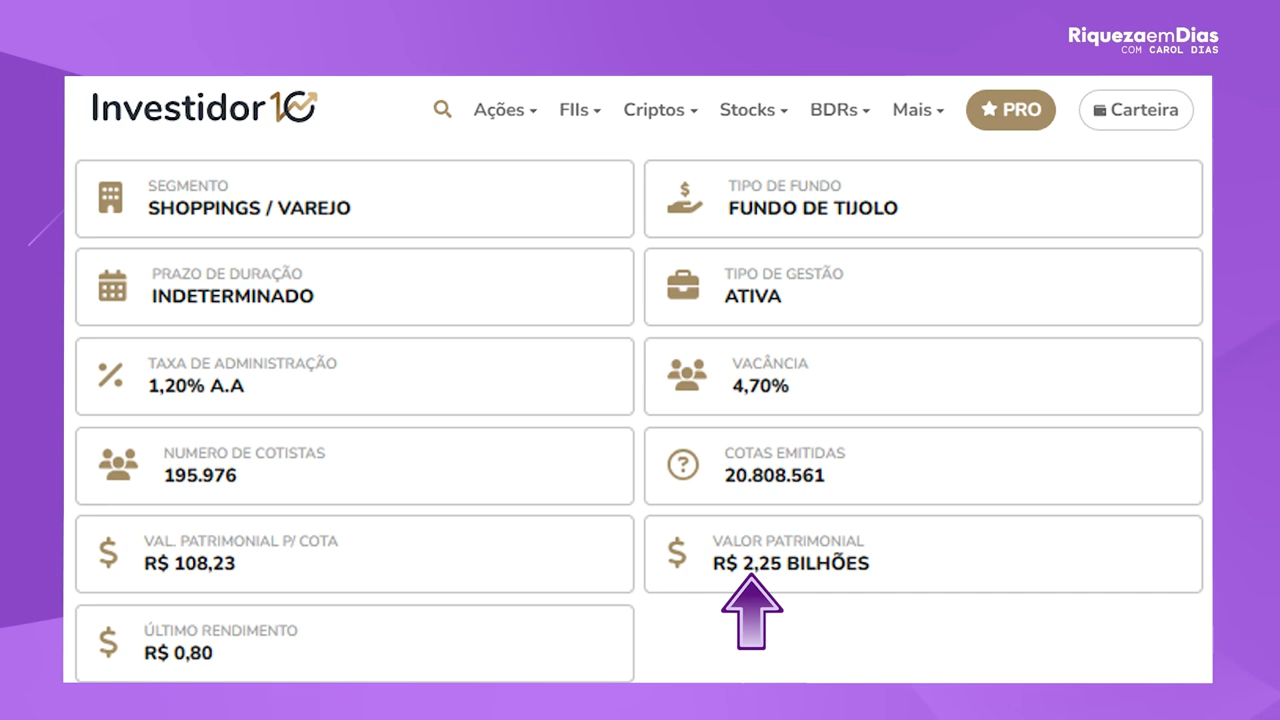 RiquezaemDias
COM CAROL DIAS
Investidor10
Ações FIIs Criptos Stocks BDRs Mais PRO Carteira
SEGMENTO
SHOPPINGS / VAREJO
TIPO DE FUNDO
FUNDO DE TIJOLO
PRAZO DE DURAÇÃO
INDETERMINADO
TIPO DE GESTÃO
ATIVA
TAXA DE ADMINISTRAÇÃO
1,20% A.A
VACÂNCIA
4,70%
NUMERO DE COTISTAS
195.976
COTAS EMITIDAS
20.808.561
VAL. PATRIMONIAL P/ COTA
R$ 108,23
VALOR PATRIMONIAL
R$ 2,25 BILHÕES
ÚLTIMO RENDIMENTO
R$ 0,80